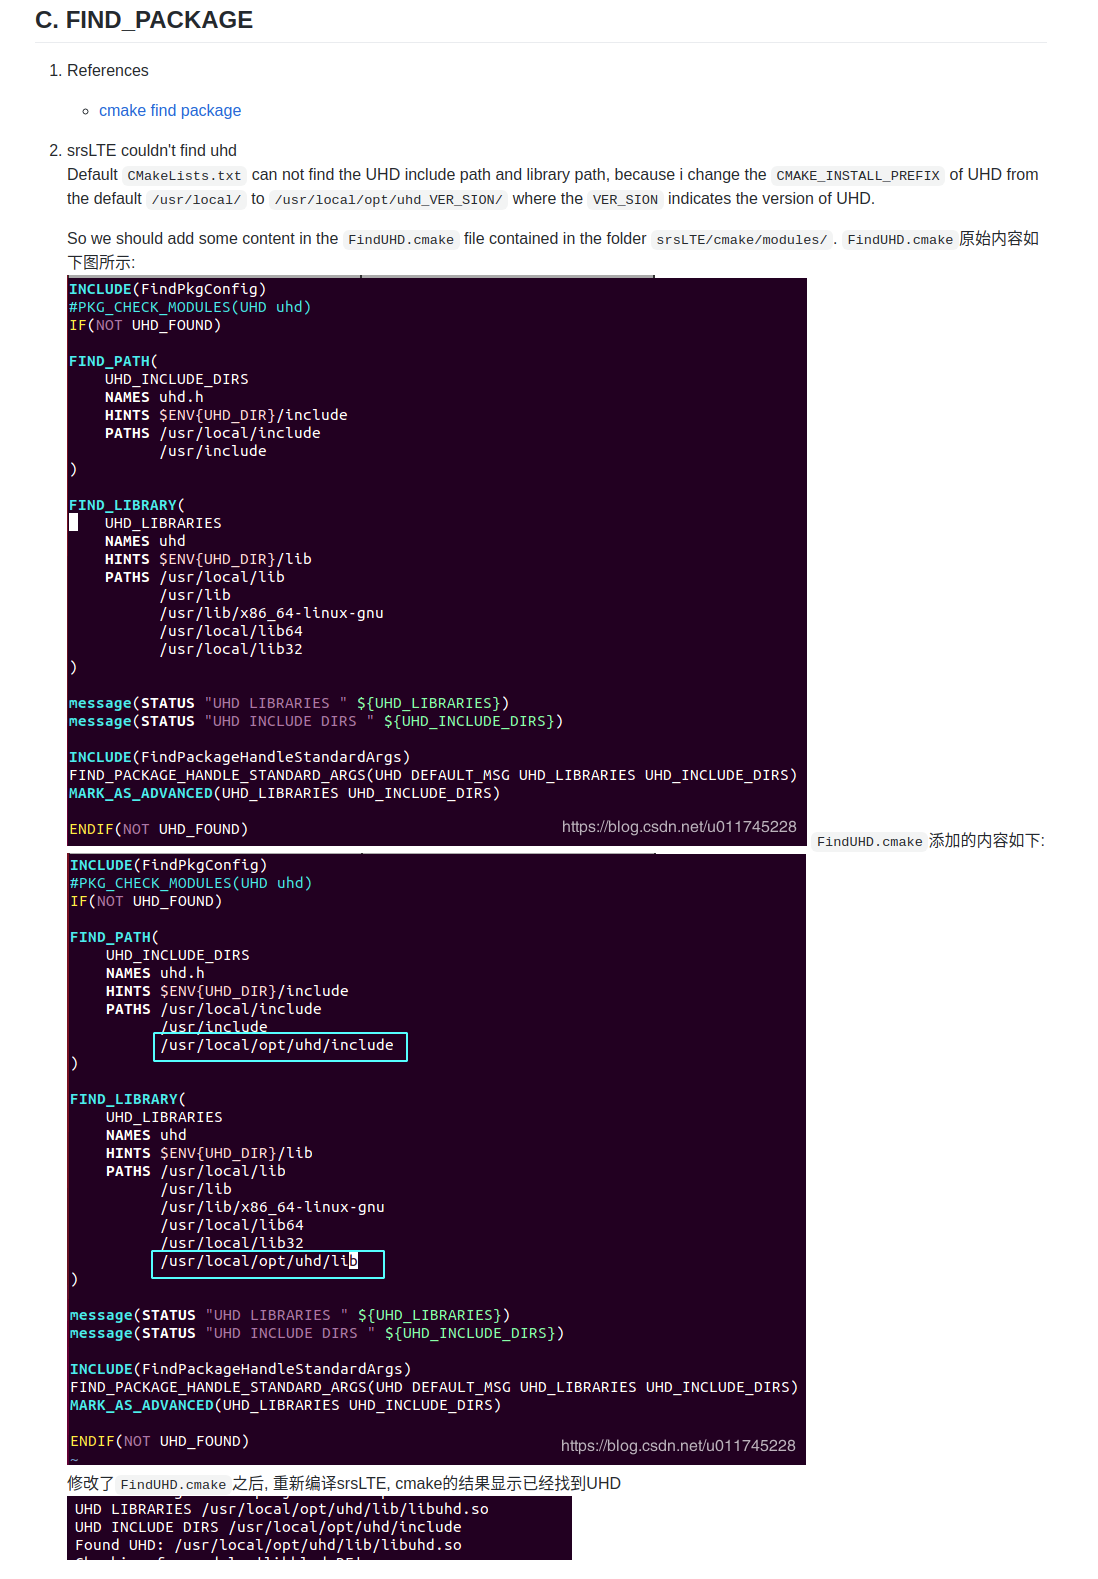 C. FIND_PACKAGE
1. References
cmake find package
2. srsLTE couldn't find uhd
Default CMakeLists.txt can not find the UHD include path and library path, because i change the CMAKE_INSTALL_PREFIX of UHD from
the default /usr/local/ to /usr/local/opt/uhd_VER_SION/ where the VER_SION indicates the version of UHD.
So we should add some content in the FindUHD.cmake file contained in the folder srsLTE/cmake/modules/. FindUHD.cmake 原始内容如
下图所示:
INCLUDE(FindPkgConfig)
#PKG_CHECK_MODULES(UHD uhd)
IF(NOT UHD_FOUND)
FIND_PATH(
UHD_INCLUDE_DIRS
NAMES uhd.h
HINTS $ENV{UHD_DIR}/include
PATHS /usr/local/include
/usr/include
)
FIND_LIBRARY(
UHD_LIBRARIES
NAMES uhd
HINTS $ENV{UHD_DIR}/lib
PATHS /usr/local/lib
/usr/lib
/usr/lib/x86_64-linux-gnu
/usr/local/lib64
/usr/local/lib32
)
message(STATUS "UHD LIBRARIES " ${UHD_LIBRARIES})
message(STATUS "UHD INCLUDE DIRS " ${UHD_INCLUDE_DIRS})
INCLUDE(FindPackageHandleStandardArgs)
FIND_PACKAGE_HANDLE_STANDARD_ARGS(UHD DEFAULT_MSG UHD_LIBRARIES UHD_INCLUDE_DIRS)
MARK_AS_ADVANCED(UHD_LIBRARIES UHD_INCLUDE_DIRS)
ENDIF(NOT UHD_FOUND)
https://blog.csdn.net/u011745228
FindUHD.cmake 添加的内容如下:
INCLUDE(FindPkgConfig)
#PKG_CHECK_MODULES(UHD uhd)
IF(NOT UHD_FOUND)
FIND_PATH(
UHD_INCLUDE_DIRS
NAMES uhd.h
HINTS $ENV{UHD_DIR}/include
PATHS /usr/local/include
/usr/include
/usr/local/opt/uhd/include
)
FIND_LIBRARY(
UHD_LIBRARIES
NAMES uhd
HINTS $ENV{UHD_DIR}/lib
PATHS /usr/local/lib
/usr/lib
/usr/lib/x86_64-linux-gnu
/usr/local/lib64
/usr/local/lib32
/usr/local/opt/uhd/lib
)
message(STATUS "UHD LIBRARIES " ${UHD_LIBRARIES})
message(STATUS "UHD INCLUDE DIRS " ${UHD_INCLUDE_DIRS})
INCLUDE(FindPackageHandleStandardArgs)
FIND_PACKAGE_HANDLE_STANDARD_ARGS(UHD DEFAULT_MSG UHD_LIBRARIES UHD_INCLUDE_DIRS)
MARK_AS_ADVANCED(UHD_LIBRARIES UHD_INCLUDE_DIRS)
ENDIF(NOT UHD_FOUND)
https://blog.csdn.net/u011745228
~
修改了 FindUHD.cmake 之后, 重新编译srsLTE, cmake的结果显示已经找到UHD
UHD LIBRARIES /usr/local/opt/uhd/lib/libuhd.so
UHD INCLUDE DIRS /usr/local/opt/uhd/include
Found UHD: /usr/local/opt/uhd/lib/libuhd.so